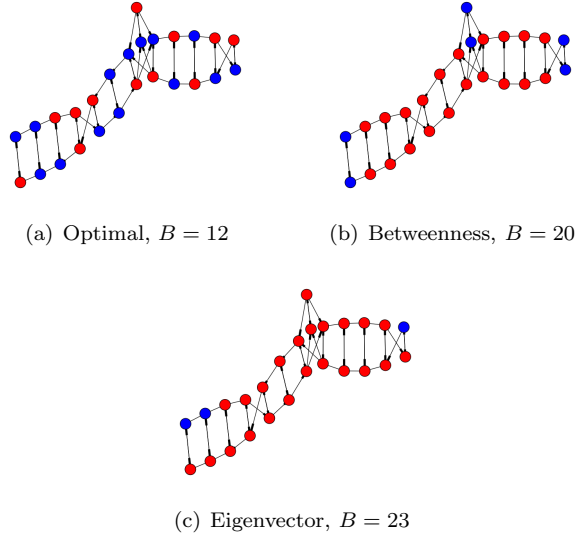 (a) Optimal, B = 12
(b) Betweenness, B = 20
(c) Eigenvector, B = 23